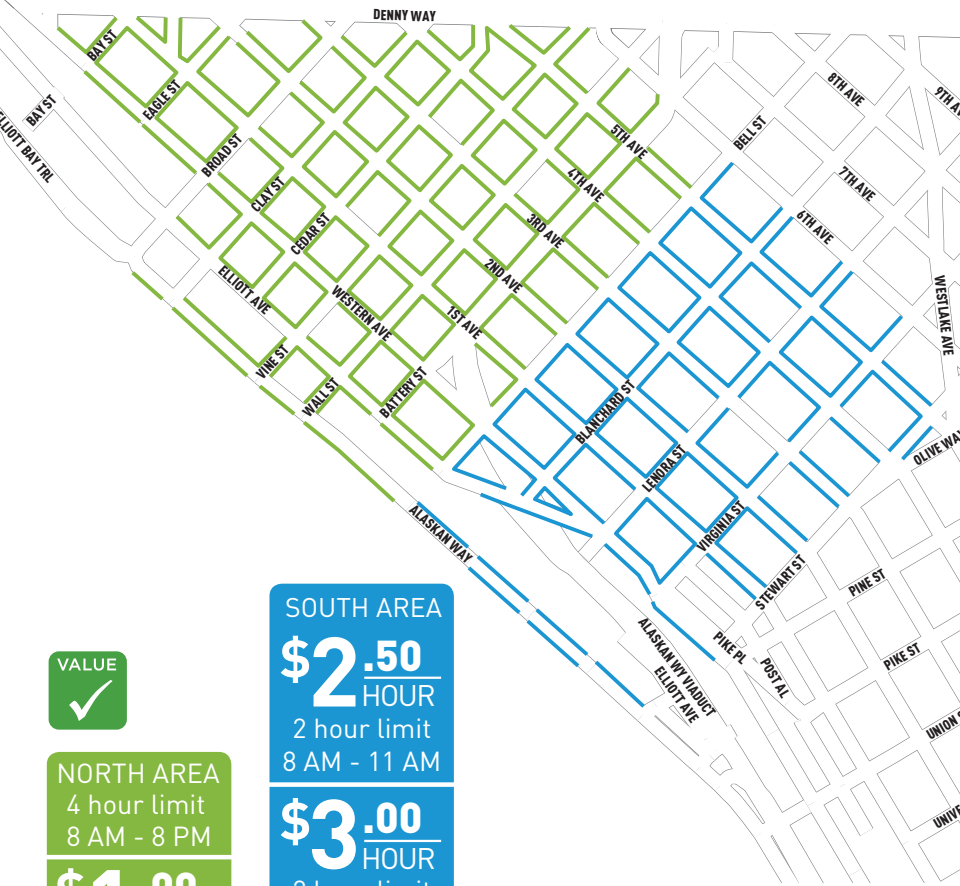 DENNY WAY
BAY ST
EAGLE ST
BAY ST
ELLIOTT BAY TRL
BROAD ST
CLAY ST
CEDAR ST
ELLIOTT AVE
WESTERN AVE
1ST AVE
2ND AVE
3RD AVE
4TH AVE
5TH AVE
6TH AVE
7TH AVE
8TH AVE
9TH AV
BELL ST
WESTLAKE AVE
VINE ST
WALL ST
BATTERY ST
BLANCHARD ST
LENORA ST
VIRGINIA ST
STEWART ST
OLIVE WAY
PINE ST
PIKE ST
UNION S
UNIVE
ALASKAN WAY
ALASKAN WY VIADUCT
ELLIOTT AVE
PIKE PL
POST AL
VALUE
NORTH AREA
4 hour limit
8 AM - 8 PM
SOUTH AREA
$2.50
HOUR
2 hour limit
8 AM - 11 AM
$3.00
HOUR